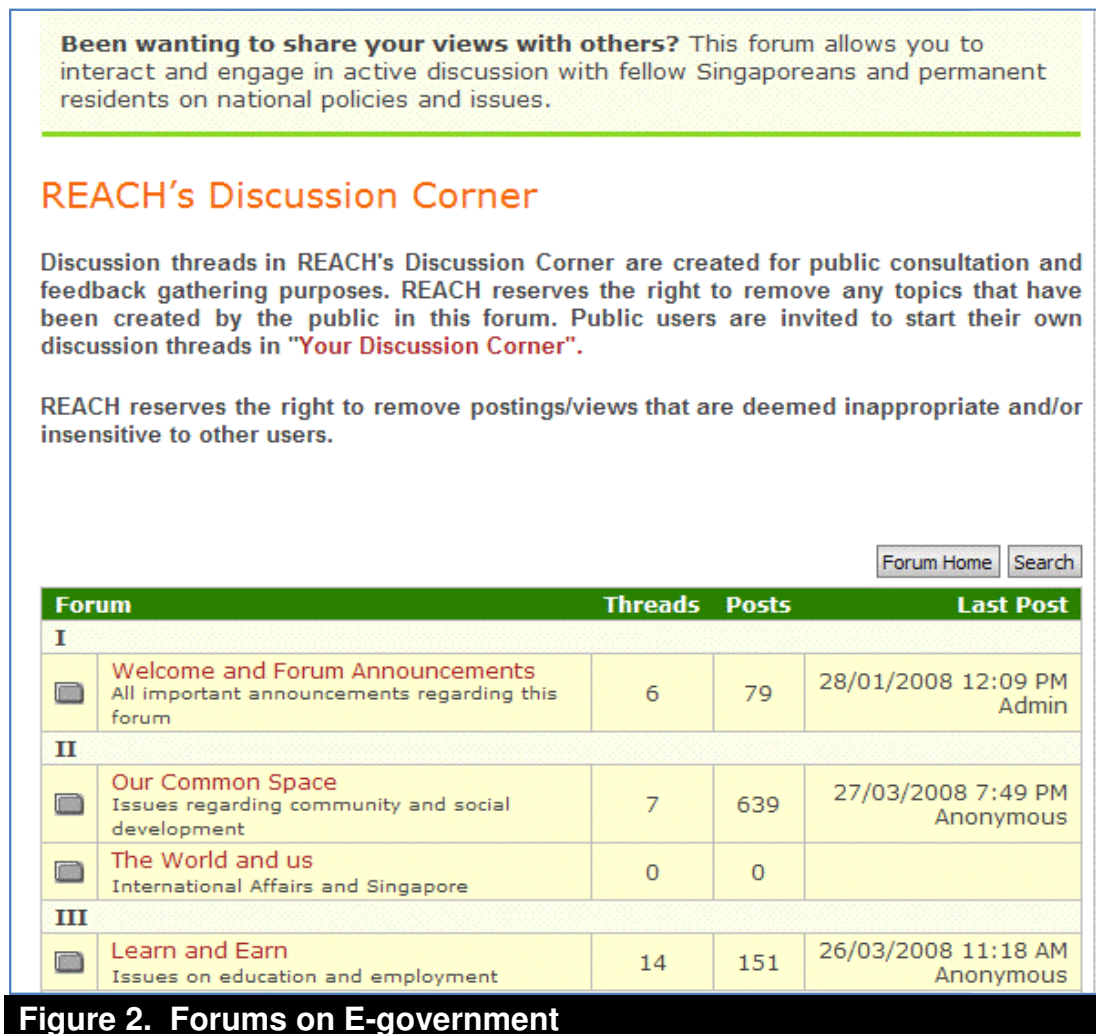 Been wanting to share your views with others? This forum allows you to
interact and engage in active discussion with fellow Singaporeans and permanent
residents on national policies and issues.
REACH's Discussion Corner
Discussion threads in REACH's Discussion Corner are created for public consultation and
feedback gathering purposes. REACH reserves the right to remove any topics that have
been created by the public in this forum. Public users are invited to start their own
discussion threads in "Your Discussion Corner".
REACH reserves the right to remove postings/views that are deemed inappropriate and/or
insensitive to other users.
Forum Home Search
Forum Threads Posts Last Post
I
Welcome and Forum Announcements
All important announcements regarding this
forum
6 79 28/01/2008 12:09 PM
Admin
II
Our Common Space
Issues regarding community and social
development
7 639 27/03/2008 7:49 PM
Anonymous
The World and us
International Affairs and Singapore
0 0
III
Learn and Earn
Issues on education and employment
14 151 26/03/2008 11:18 AM
Anonymous
Figure 2. Forums on E-government